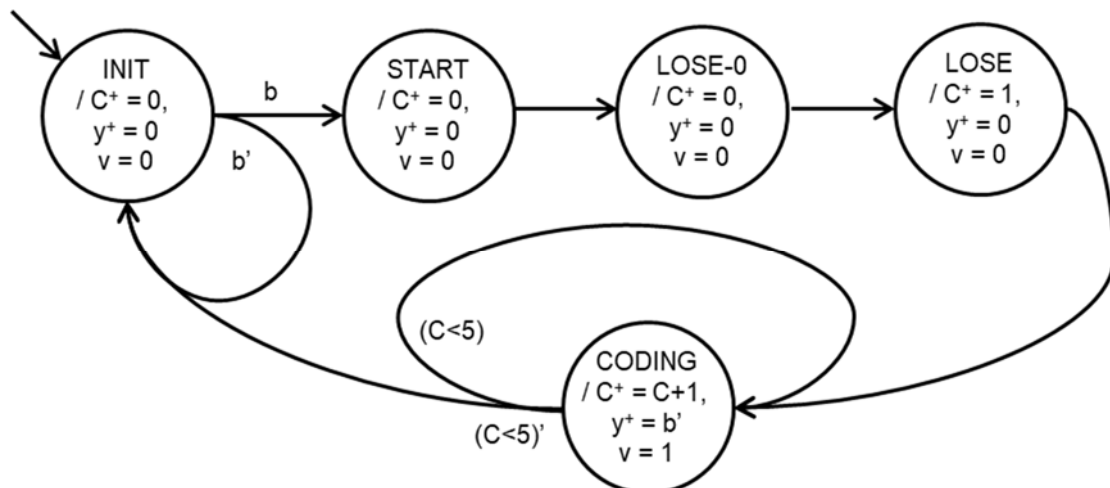 INIT
/ C⁺ = 0,
y⁺ = 0
v = 0
b
b'
START
/ C⁺ = 0,
y⁺ = 0
v = 0
LOSE-0
/ C⁺ = 0,
y⁺ = 0
v = 0
LOSE
/ C⁺ = 1,
y⁺ = 0
v = 0
(C<5)
(C<5)'
CODING
/ C⁺ = C+1,
y⁺ = b'
v = 1